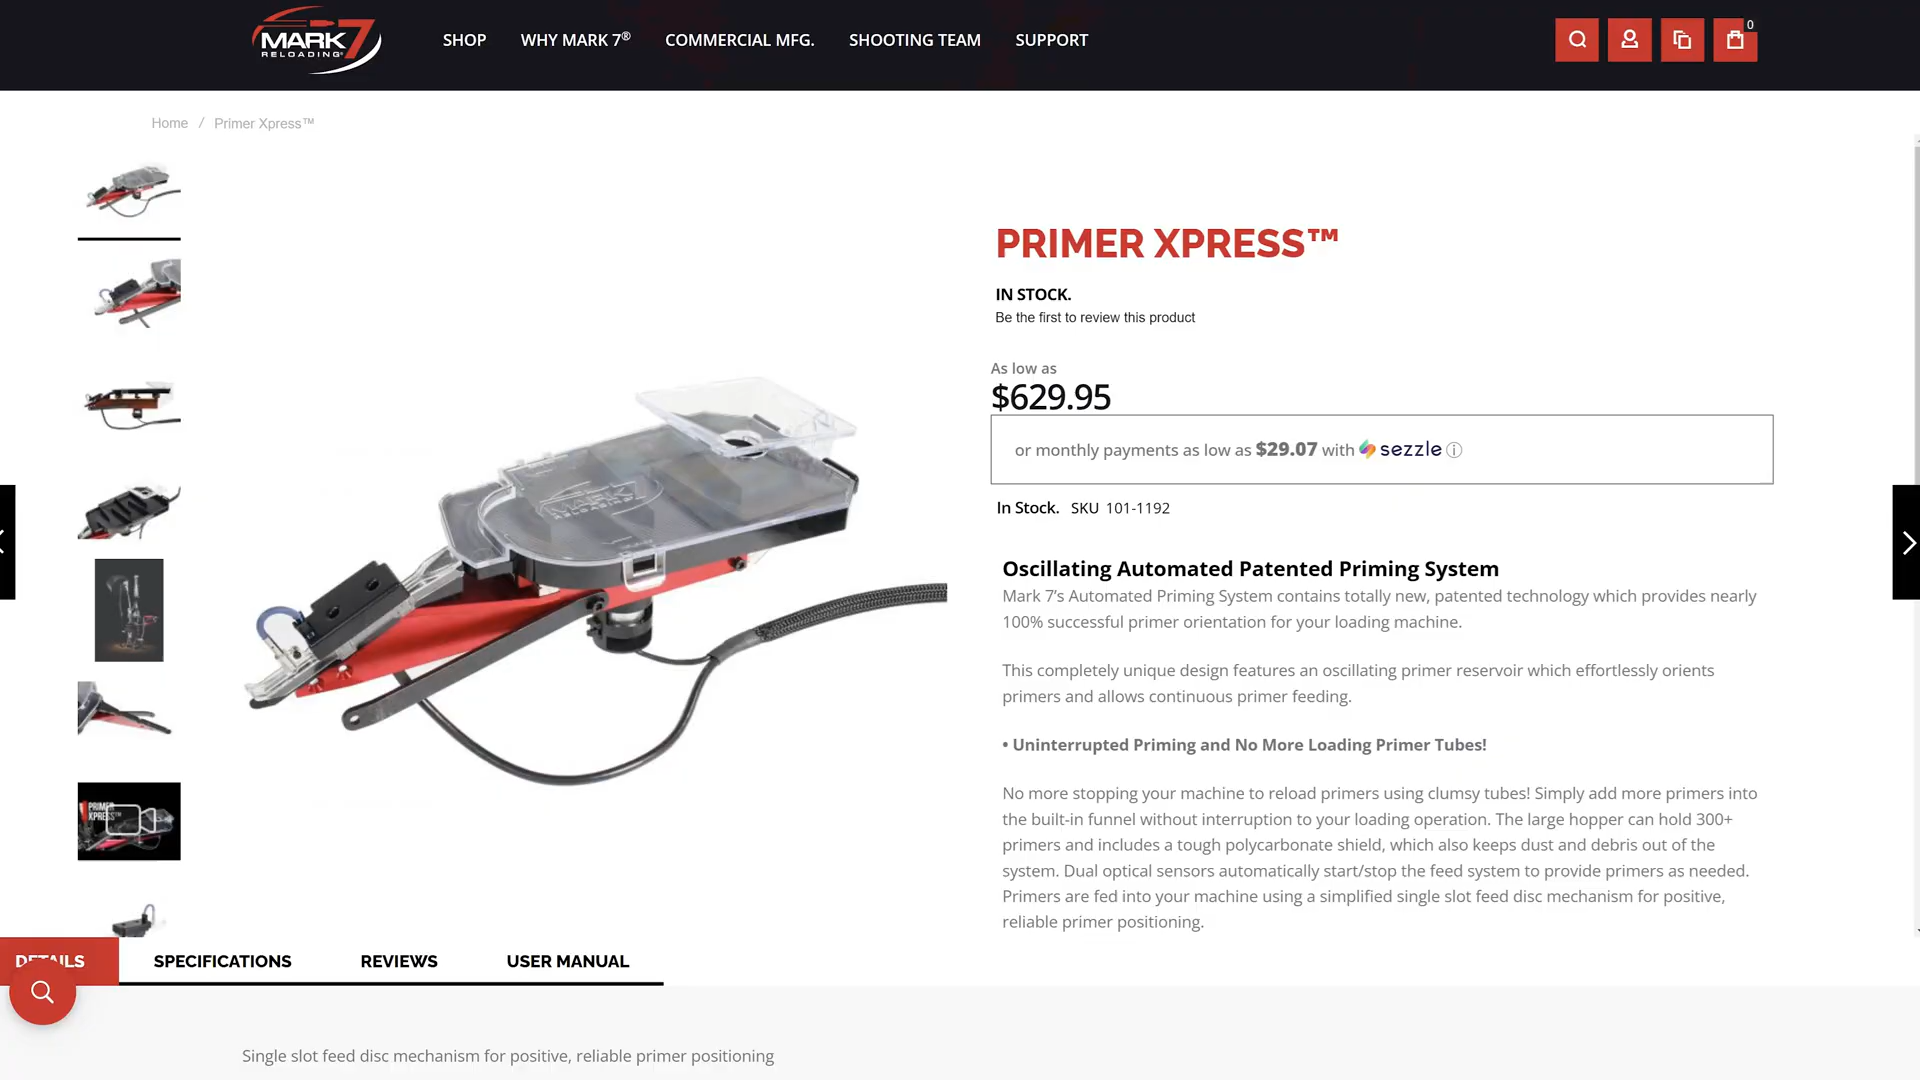 MARK 7
RELOADING®
SHOP
WHY MARK 7®
COMMERCIAL MFG.
SHOOTING TEAM
SUPPORT
0
Home / Primer Xpress™
MARK 7
RELOADING
PRIMER
XPRESS™
PRIMER XPRESS™
IN STOCK.
Be the first to review this product
As low as
$629.95
or monthly payments as low as $29.07 with sezzle
In Stock. SKU 101-1192
Oscillating Automated Patented Priming System
Mark 7's Automated Priming System contains totally new, patented technology which provides nearly
100% successful primer orientation for your loading machine.
This completely unique design features an oscillating primer reservoir which effortlessly orients
primers and allows continuous primer feeding.
• Uninterrupted Priming and No More Loading Primer Tubes!
No more stopping your machine to reload primers using clumsy tubes! Simply add more primers into
the built-in funnel without interruption to your loading operation. The large hopper can hold 300+
primers and includes a tough polycarbonate shield, which also keeps dust and debris out of the
system. Dual optical sensors automatically start/stop the feed system to provide primers as needed.
Primers are fed into your machine using a simplified single slot feed disc mechanism for positive,
reliable primer positioning.
DETAILS
SPECIFICATIONS
REVIEWS
USER MANUAL
Single slot feed disc mechanism for positive, reliable primer positioning